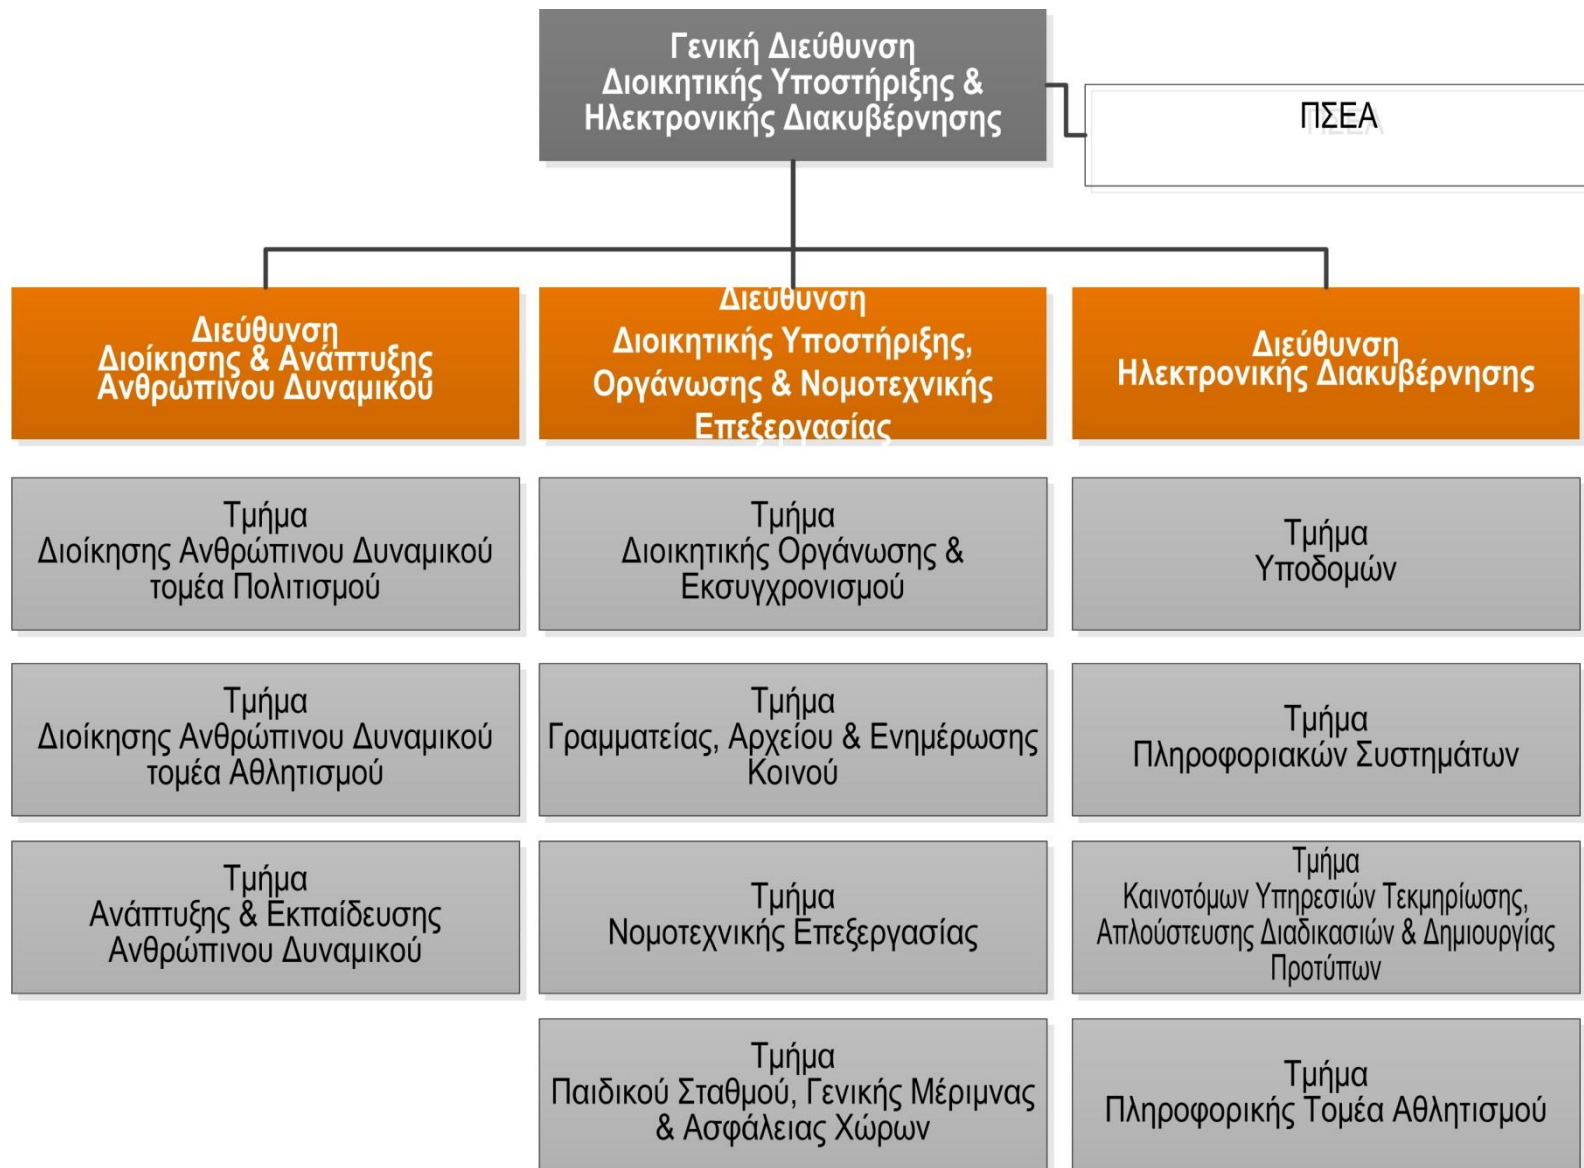 Γενική Διεύθυνση
Διοικητικής Υποστήριξης &
Ηλεκτρονικής Διακυβέρνησης
ΠΣΕΑ
Διεύθυνση
Διοίκησης & Ανάπτυξης
Ανθρώπινου Δυναμικού
Διεύθυνση
Διοικητικής Υποστήριξης,
Οργάνωσης & Νομοτεχνικής
Επεξεργασίας
Διεύθυνση
Ηλεκτρονικής Διακυβέρνησης
Τμήμα
Διοίκησης Ανθρώπινου Δυναμικού
τομέα Πολιτισμού
Τμήμα
Διοικητικής Οργάνωσης &
Εκσυγχρονισμού
Τμήμα
Υποδομών
Τμήμα
Διοίκησης Ανθρώπινου Δυναμικού
τομέα Αθλητισμού
Τμήμα
Γραμματείας, Αρχείου & Ενημέρωσης
Κοινού
Τμήμα
Πληροφοριακών Συστημάτων
Τμήμα
Ανάπτυξης & Εκπαίδευσης
Ανθρώπινου Δυναμικού
Τμήμα
Νομοτεχνικής Επεξεργασίας
Τμήμα
Καινοτόμων Υπηρεσιών Τεκμηρίωσης,
Απλούστευσης Διαδικασιών & Δημιουργίας
Προτύπων
Τμήμα
Παιδικού Σταθμού, Γενικής Μέριμνας
& Ασφάλειας Χώρων
Τμήμα
Πληροφορικής Τομέα Αθλητισμού